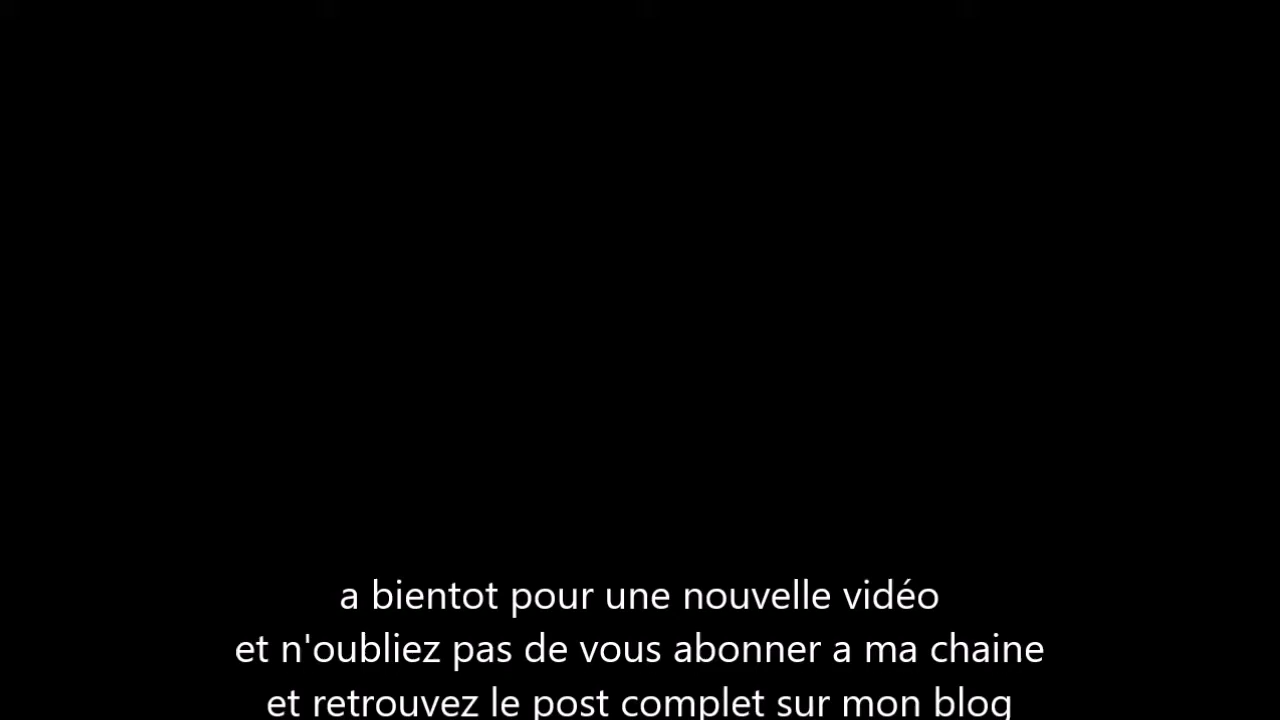 a bientot pour une nouvelle vidéo
et n'oubliez pas de vous abonner a ma chaine
et retrouvez le post complet sur mon blog